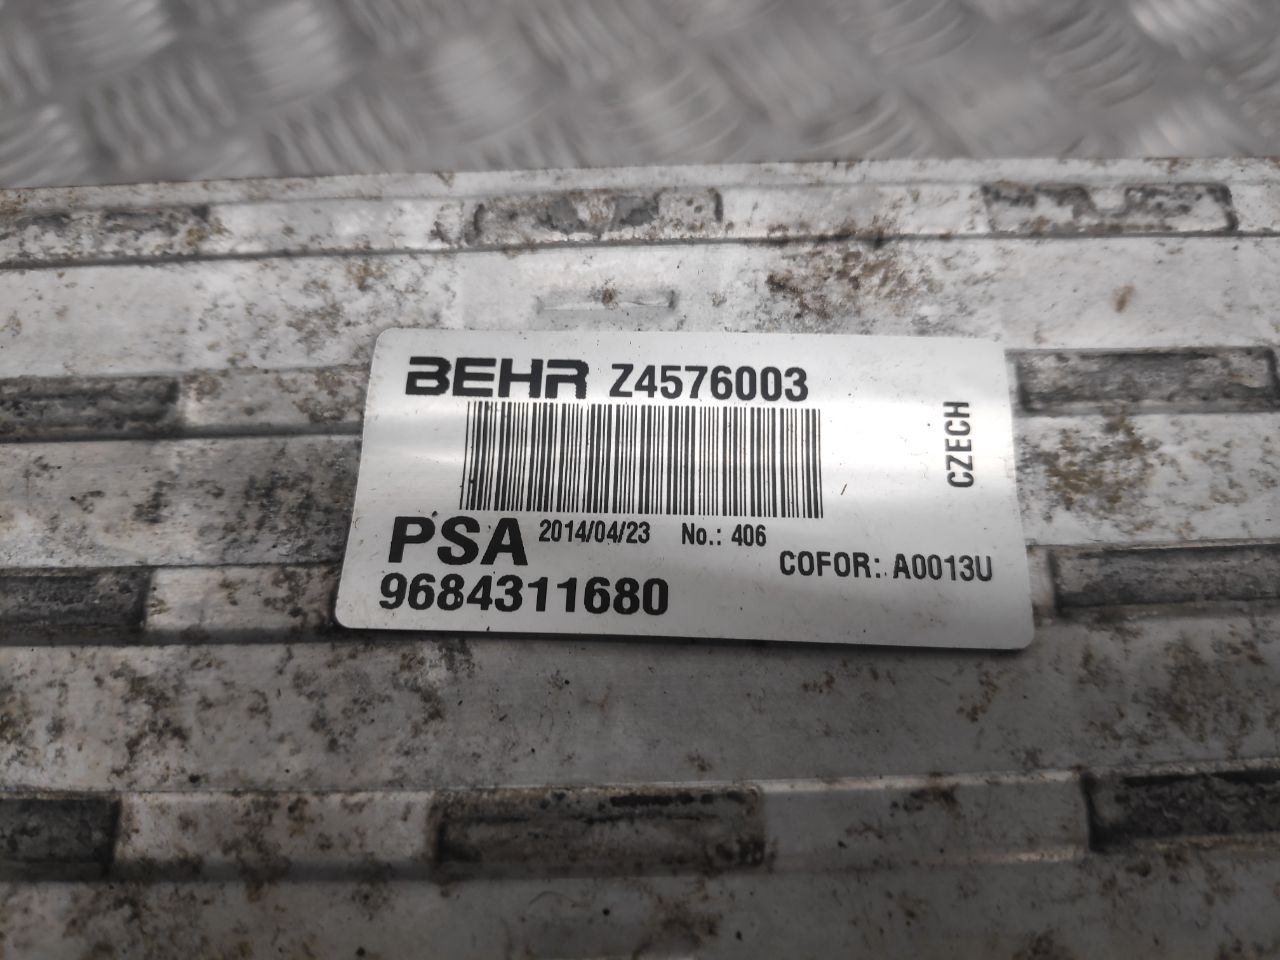 BEHR Z4576003
CZECH
PSA 2014/04/23 No.: 406
COFOR: A0013U
9684311680